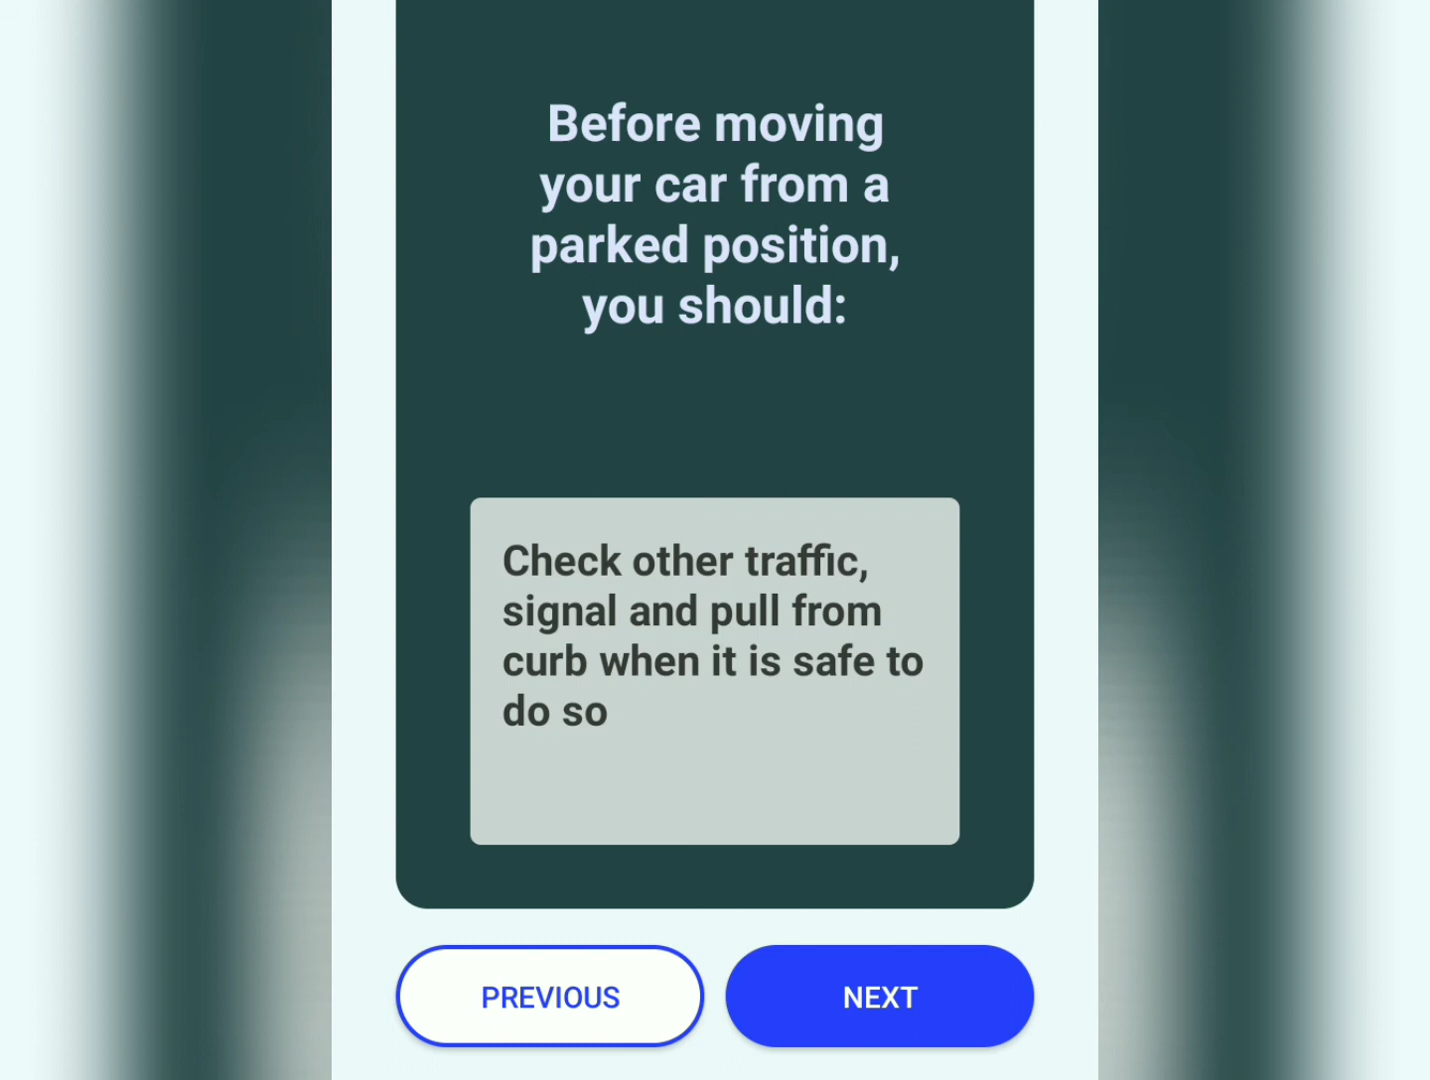 Before moving
your car from a
parked position,
you should:
Check other traffic,
signal and pull from
curb when it is safe to
do so
PREVIOUS
NEXT